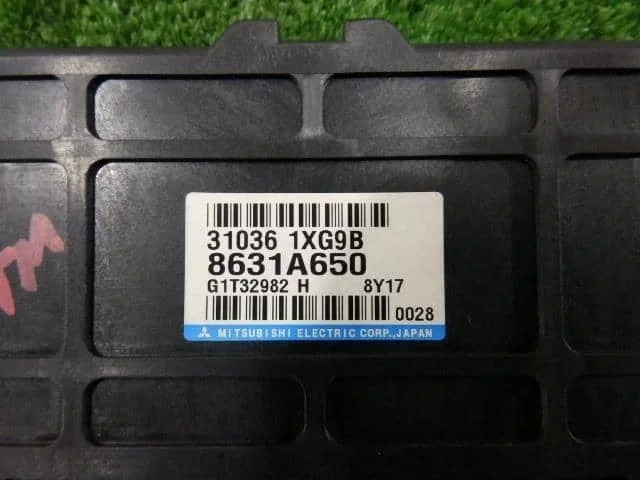 31036 1XG9B
8631A650
G1T32982 H 8Y17
0028
MITSUBISHI ELECTRIC CORP.,JAPAN